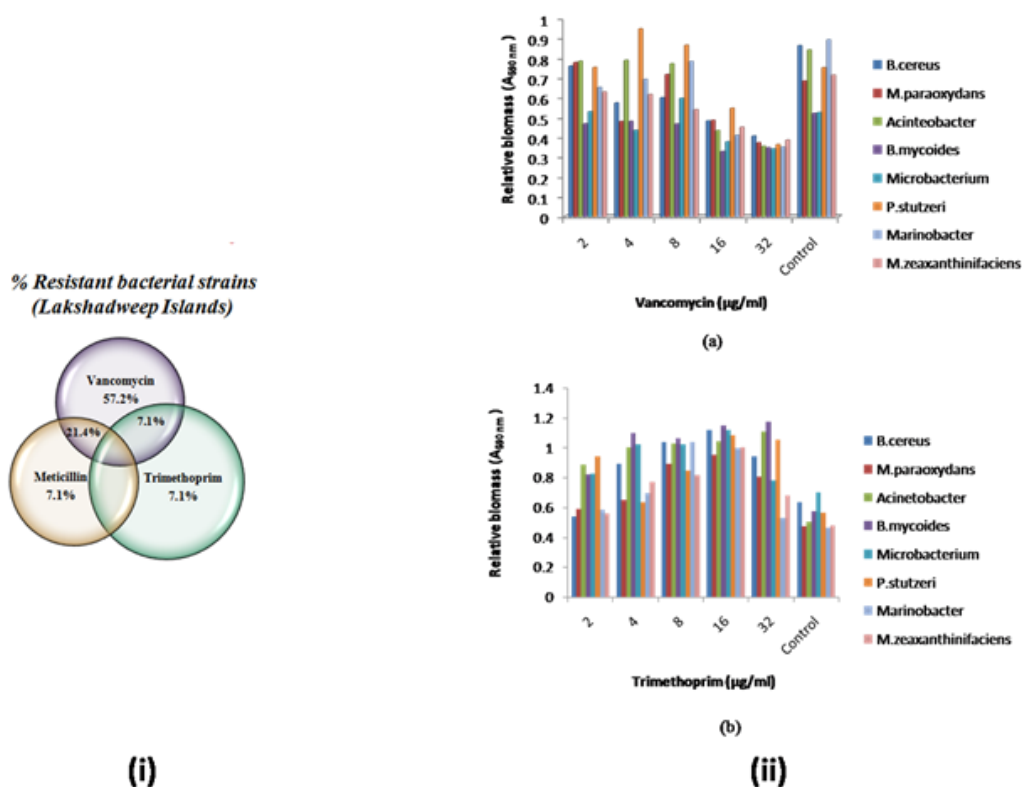 % Resistant bacterial strains
(Lakshadweep Islands)
Vancomycin
57.2%
7.1%
21.4%
Meticillin
7.1%
Trimethoprim
7.1%
(i)
Relative biomass (A590 nm)
1
0.9
0.8
0.7
0.6
0.5
0.4
0.3
0.2
0.1
0
2
4
8
16
32
Control
Vancomycin (µg/ml)
B.cereus
M.paraoxydans
Acinteobacter
B.mycoides
Microbacterium
P.stutzeri
Marinobacter
M.zeaxanthinifaciens
(a)
Relative biomass (A590 nm)
1.4
1.2
1
0.8
0.6
0.4
0.2
0
2
4
8
16
32
Control
Trimethoprim (µg/ml)
B.cereus
M.paraoxydans
Acinetobacter
B.mycoides
Microbacterium
P.stutzeri
Marinobacter
M.zeaxanthinifaciens
(b)
(ii)